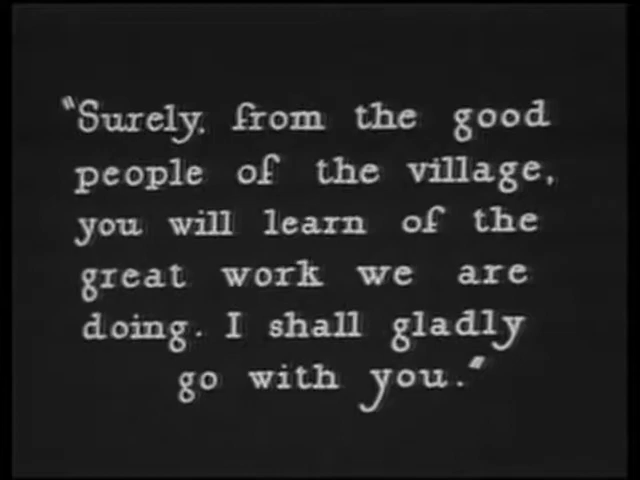 "Surely, from the good
people of the village,
you will learn of the
great work we are
doing. I shall gladly
go with you."